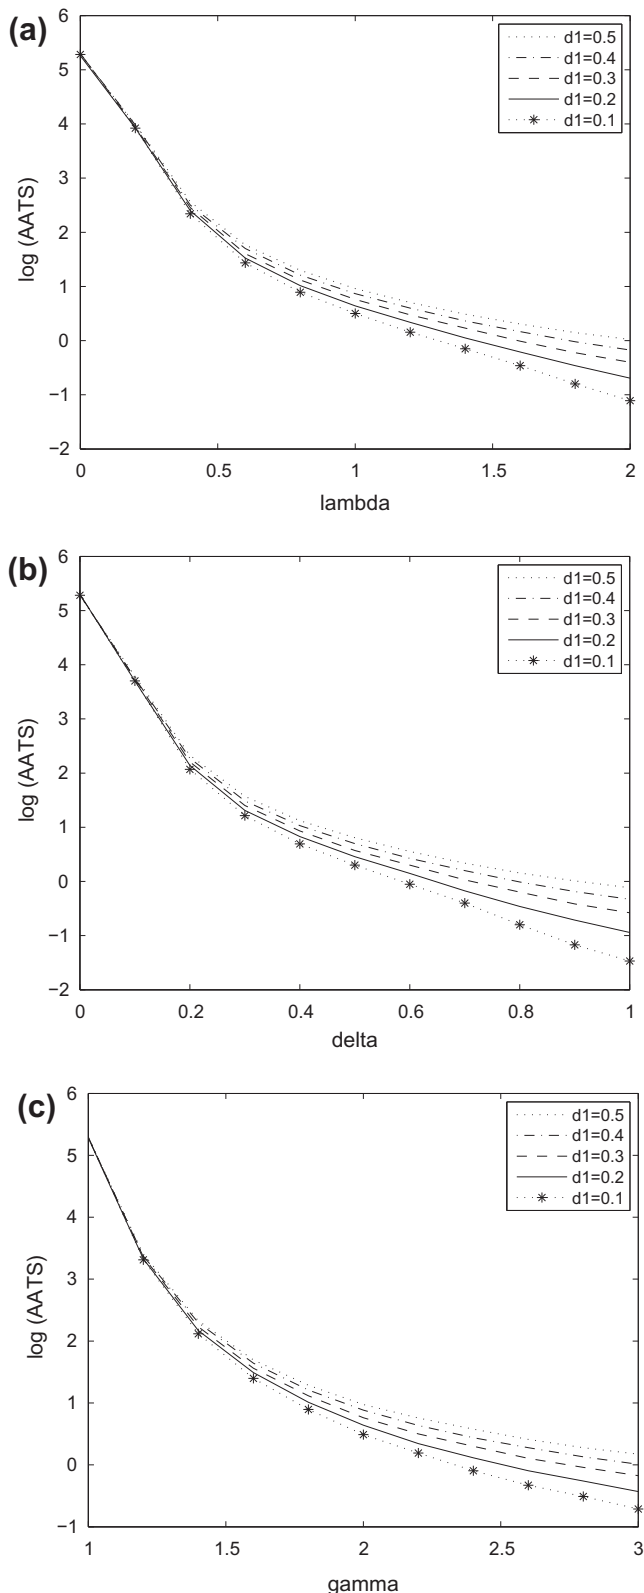 (a)
6
5
4
3
2
1
0
−1
−2
log (AATS)
0 0.5 1 1.5 2
lambda
d1=0.5
d1=0.4
d1=0.3
d1=0.2
d1=0.1
(b)
6
5
4
3
2
1
0
−1
−2
log (AATS)
0 0.2 0.4 0.6 0.8 1
delta
d1=0.5
d1=0.4
d1=0.3
d1=0.2
d1=0.1
(c)
6
5
4
3
2
1
0
−1
log (AATS)
1 1.5 2 2.5 3
gamma
d1=0.5
d1=0.4
d1=0.3
d1=0.2
d1=0.1